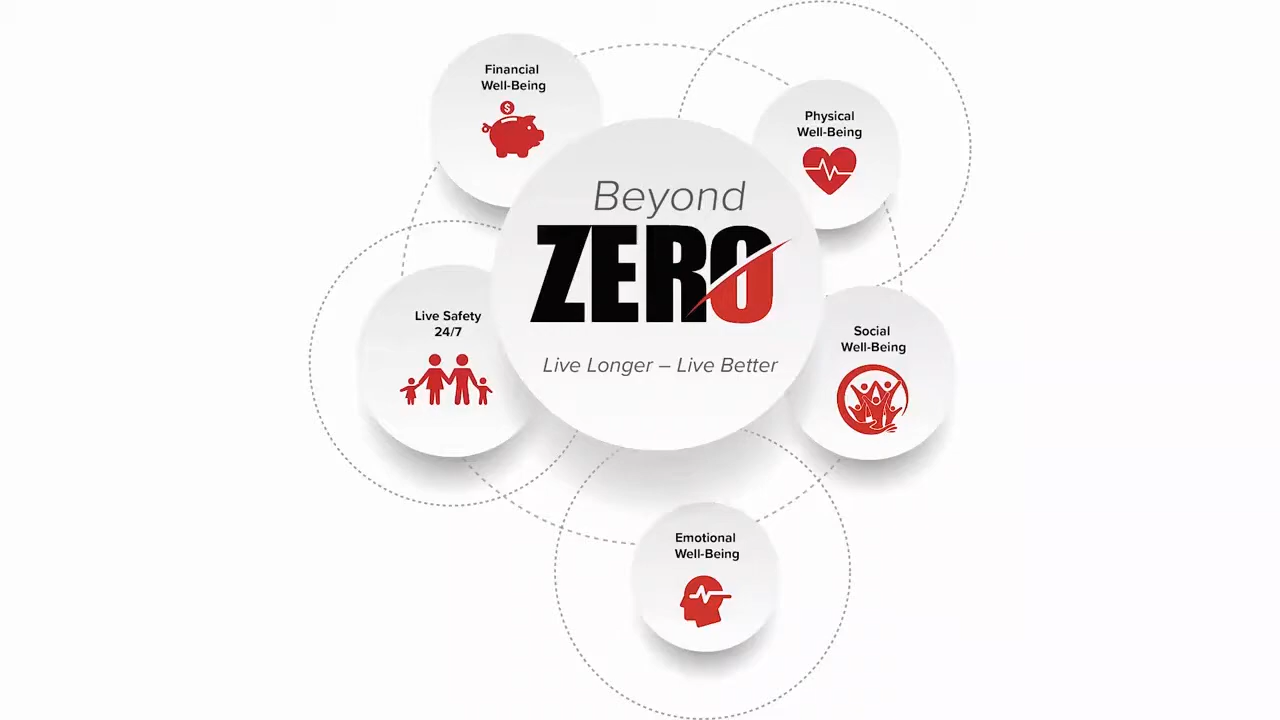 Financial
Well-Being
$
Physical
Well-Being
Beyond
ZERO
Live Longer – Live Better
Live Safety
24/7
Social
Well-Being
Emotional
Well-Being